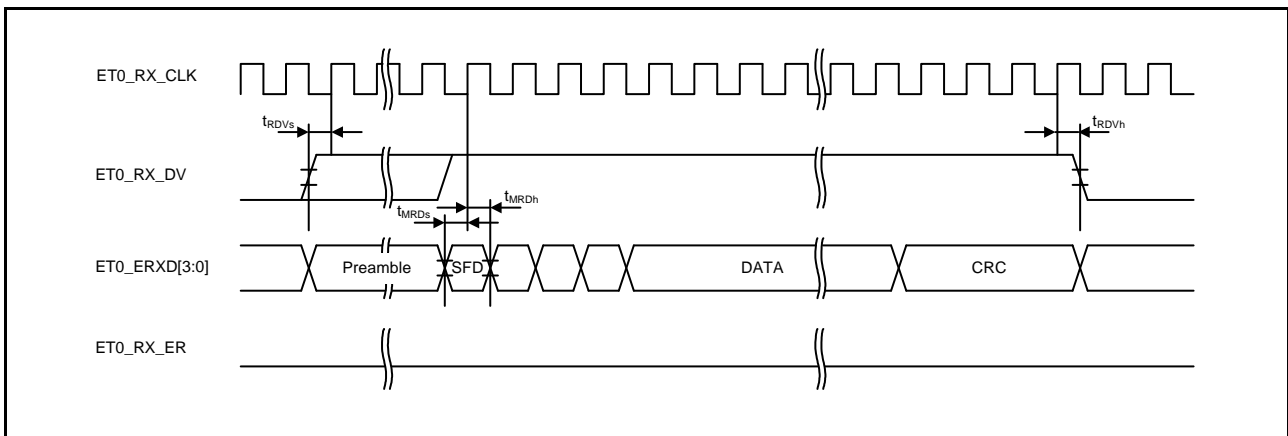 ET0_RX_CLK
tRDVs
tRDVh
ET0_RX_DV
tMRDs
tMRDh
ET0_ERXD[3:0]
Preamble
SFD
DATA
CRC
ET0_RX_ER